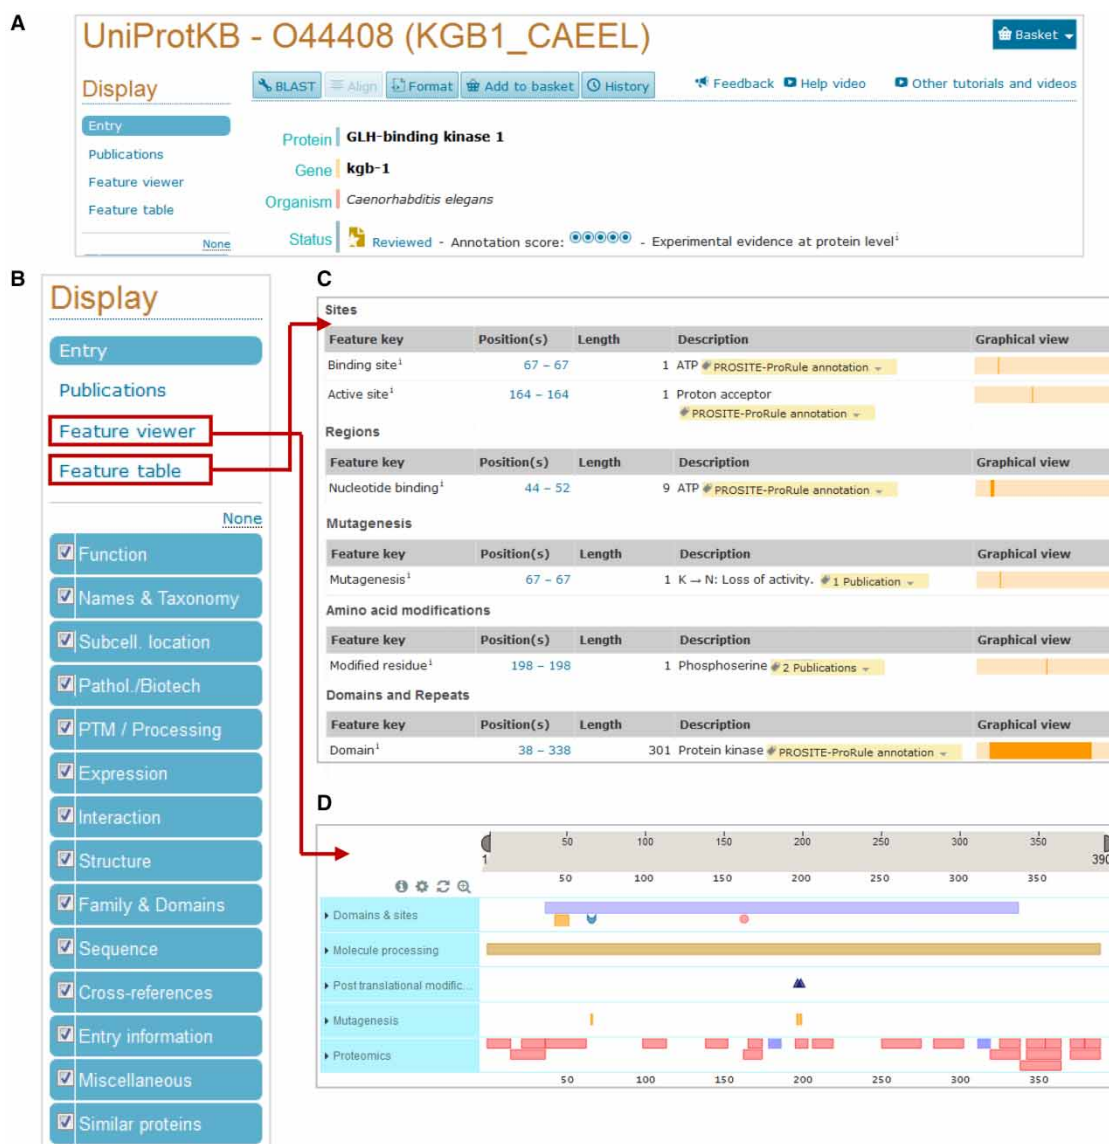 A
UniProtKB - O44408 (KGB1_CAEEL)
Basket
Display
BLAST Align Format Add to basket History Feedback Help video Other tutorials and videos
Entry
Publications
Feature viewer
Feature table
None
Protein GLH-binding kinase 1
Gene kgb-1
Organism Caenorhabditis elegans
Status Reviewed - Annotation score: - Experimental evidence at protein level i
B
Display
Entry
Publications
Feature viewer
Feature table
None
Function
Names & Taxonomy
Subcell. location
Pathol./Biotech
PTM / Processing
Expression
Interaction
Structure
Family & Domains
Sequence
Cross-references
Entry information
Miscellaneous
Similar proteins
C
Sites
Feature key Position(s) Length Description Graphical view
Binding site i 67 – 67 1 ATP PROSITE-ProRule annotation
Active site i 164 – 164 1 Proton acceptor
PROSITE-ProRule annotation
Regions
Feature key Position(s) Length Description Graphical view
Nucleotide binding i 44 – 52 9 ATP PROSITE-ProRule annotation
Mutagenesis
Feature key Position(s) Length Description Graphical view
Mutagenesis i 67 – 67 1 K → N: Loss of activity. 1 Publication
Amino acid modifications
Feature key Position(s) Length Description Graphical view
Modified residue i 198 – 198 1 Phosphoserine 2 Publications
Domains and Repeats
Feature key Position(s) Length Description Graphical view
Domain i 38 – 338 301 Protein kinase PROSITE-ProRule annotation
D
50 100 150 200 250 300 350
1 390
50 100 150 200 250 300 350
Domains & sites
Molecule processing
Post translational modific...
Mutagenesis
Proteomics
50 100 150 200 250 300 350